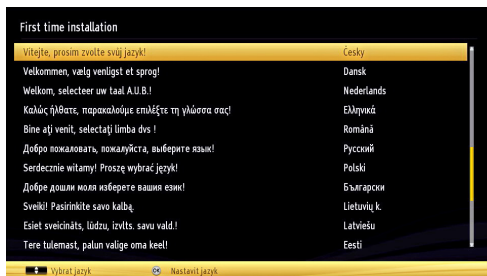 First time installation
Vítejte, prosím zvolte svůj jazyk! Česky
Velkommen, vælg venligst et sprog! Dansk
Welkom, selecteer uw taal A.U.B.! Nederlands
Καλώς ήλθατε, παρακαλούμε επιλέξτε τη γλώσσα σας! Ελληνικά
Bine aţi venit, selectaţi limba dvs ! Română
Добро пожаловать, пожалуйста, выберите язык! Русский
Serdecznie witamy! Proszę wybrać język! Polski
Добре дошли моля изберете вашия език! Български
Sveiki! Pasirinkite savo kalbą. Lietuvių k.
Esiet sveicināts, lūdzu, izvlts. savu vald.! Latviešu
Tere tulemast, palun valige oma keel! Eesti
Vybrat jazyk OK Nastavit jazyk